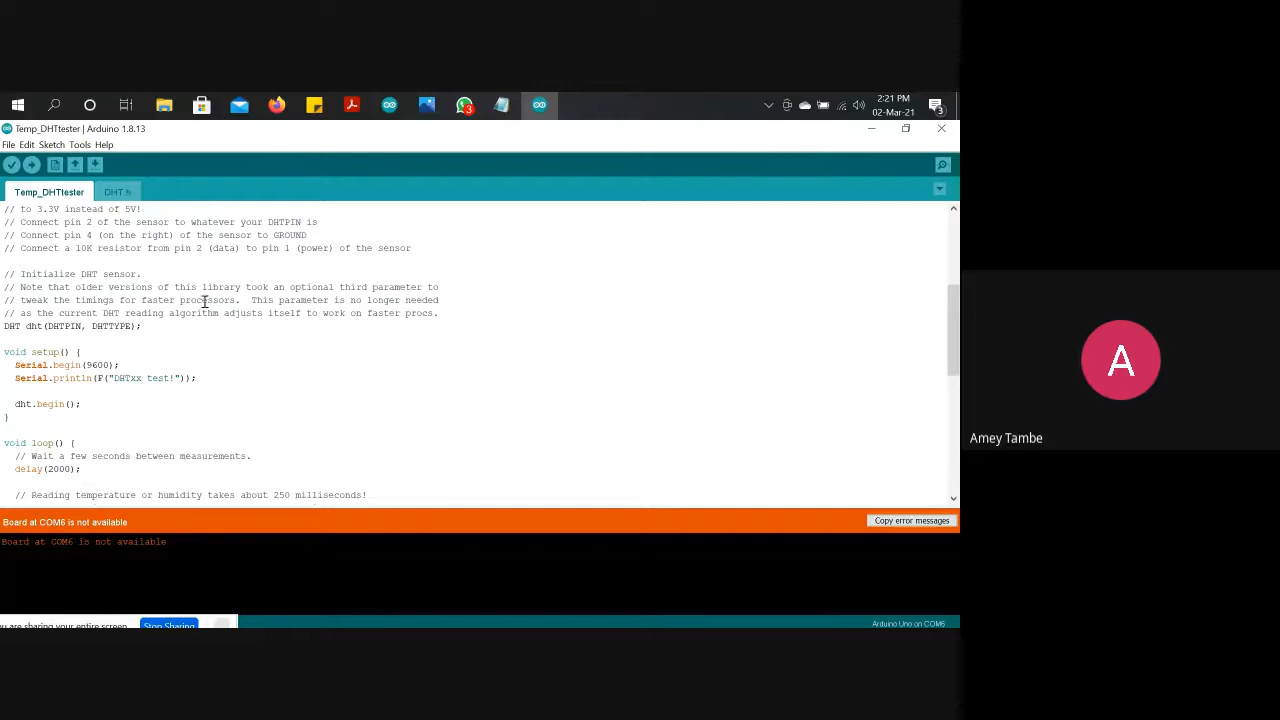 3
2:21 PM
02-Mar-21
3
Temp_DHTtester | Arduino 1.8.13
File Edit Sketch Tools Help
Temp_DHTtester DHT.h
// to 3.3V instead of 5V!
// Connect pin 2 of the sensor to whatever your DHTPIN is
// Connect pin 4 (on the right) of the sensor to GROUND
// Connect a 10K resistor from pin 2 (data) to pin 1 (power) of the sensor
// Initialize DHT sensor.
// Note that older versions of this library took an optional third parameter to
// tweak the timings for faster processors.  This parameter is no longer needed
// as the current DHT reading algorithm adjusts itself to work on faster procs.
DHT dht(DHTPIN, DHTTYPE);
void setup() {
Serial.begin(9600);
Serial.println(F("DHTxx test!"));
dht.begin();
}
void loop() {
// Wait a few seconds between measurements.
delay(2000);
// Reading temperature or humidity takes about 250 milliseconds!
Board at COM6 is not available
Copy error messages
Board at COM6 is not available
ou are sharing your entire screen.
Stop Sharing
Arduino Uno on COM6
A
Amey Tambe